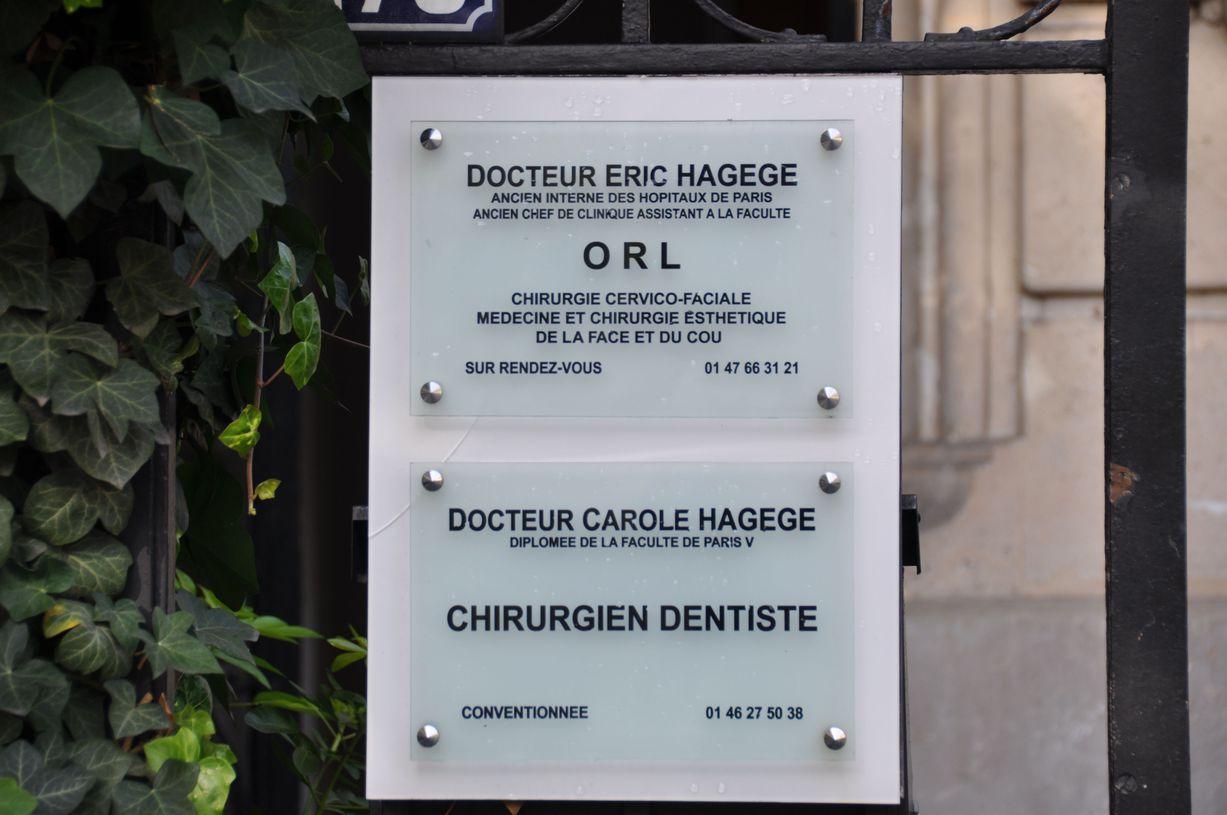 DOCTEUR ERIC HAGEGE
ANCIEN INTERNE DES HOPITAUX DE PARIS
ANCIEN CHEF DE CLINIQUE ASSISTANT A LA FACULTE
O R L
CHIRURGIE CERVICO-FACIALE
MEDECINE ET CHIRURGIE ESTHETIQUE
DE LA FACE ET DU COU
SUR RENDEZ-VOUS 01 47 66 31 21
DOCTEUR CAROLE HAGEGE
DIPLOMEE DE LA FACULTE DE PARIS V
CHIRURGIEN DENTISTE
CONVENTIONNEE 01 46 27 50 38